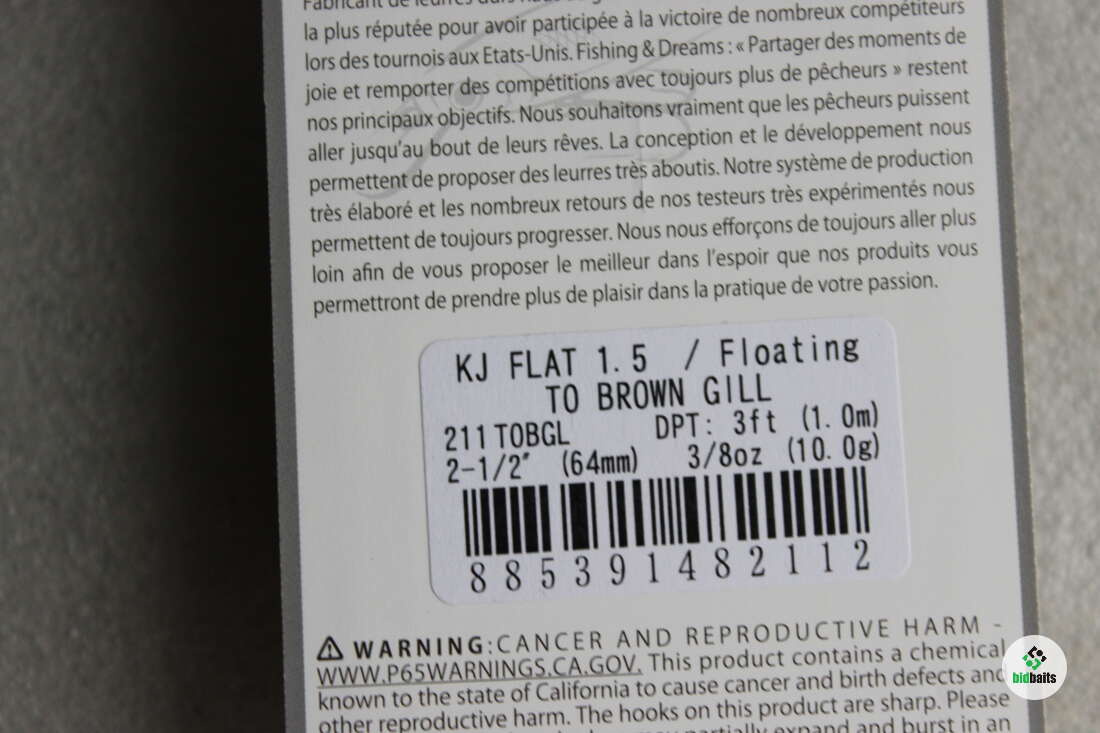 Fabricant de leurres durs
la plus réputée pour avoir participée à la victoire de nombreux compétiteurs
lors des tournois aux Etats-Unis. Fishing & Dreams : « Partager des moments de
joie et remporter des compétitions avec toujours plus de pêcheurs » restent
nos principaux objectifs. Nous souhaitons vraiment que les pêcheurs puissent
aller jusqu'au bout de leurs rêves. La conception et le développement nous
permettent de proposer des leurres très aboutis. Notre système de production
très élaboré et les nombreux retours de nos testeurs très expérimentés nous
permettent de toujours progresser. Nous nous efforçons de toujours aller plus
loin afin de vous proposer le meilleur dans l'espoir que nos produits vous
permettront de prendre plus de plaisir dans la pratique de votre passion.
KJ FLAT 1.5 / Floating
TO BROWN GILL
211TOBGL DPT: 3ft (1.0m)
2-1/2" (64mm) 3/8oz (10.0g)
885391482112
⚠ WARNING:CANCER AND REPRODUCTIVE HARM -
WWW.P65WARNINGS.CA.GOV. This product contains a chemical
known to the state of California to cause cancer and birth defects and
other reproductive harm. The hooks on this product are sharp. Please
partially expand and burst in an
bidbaits